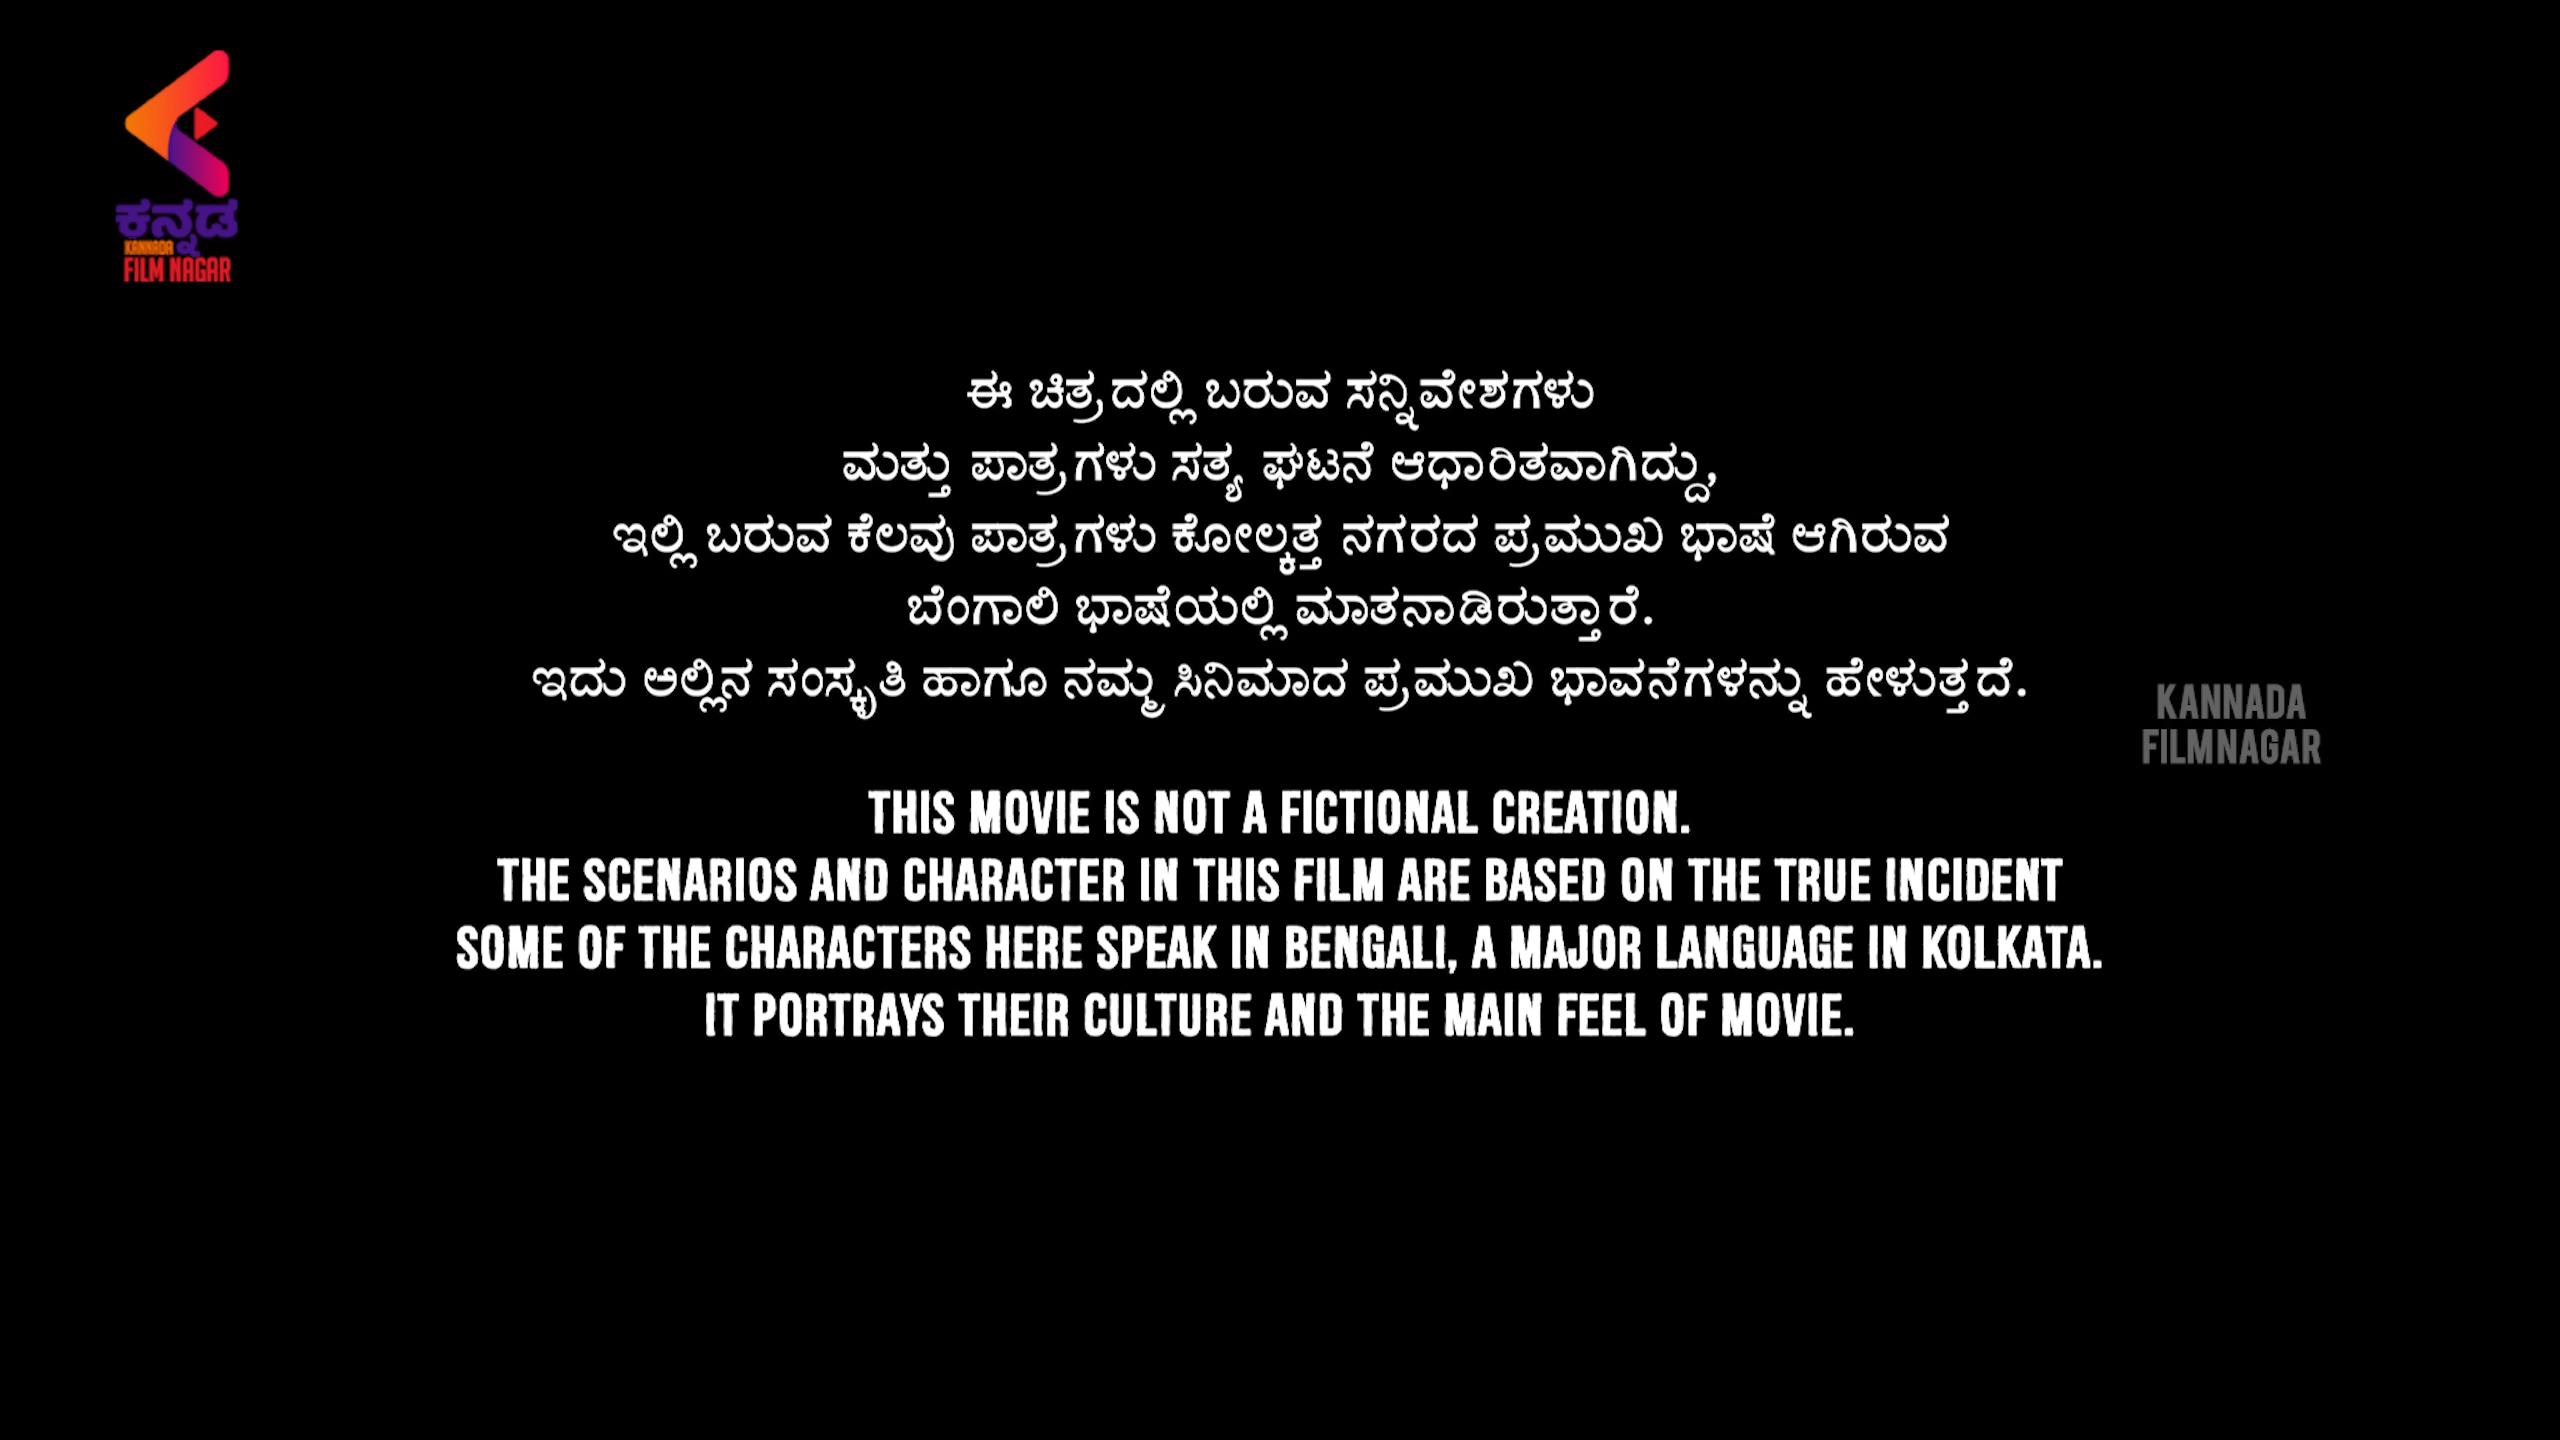 ಕನ್ನಡ
KANNADA
FILM NAGAR
ಈ ಚಿತ್ರದಲ್ಲಿ ಬರುವ ಸನ್ನಿವೇಶಗಳು
ಮತ್ತು ಪಾತ್ರಗಳು ಸತ್ಯ ಘಟನೆ ಆಧಾರಿತವಾಗಿದ್ದು,
ಇಲ್ಲಿ ಬರುವ ಕೆಲವು ಪಾತ್ರಗಳು ಕೋಲ್ಕತ್ತ ನಗರದ ಪ್ರಮುಖ ಭಾಷೆ ಆಗಿರುವ
ಬೆಂಗಾಲಿ ಭಾಷೆಯಲ್ಲಿ ಮಾತನಾಡಿರುತ್ತಾರೆ.
ಇದು ಅಲ್ಲಿನ ಸಂಸ್ಕೃತಿ ಹಾಗೂ ನಮ್ಮ ಸಿನಿಮಾದ ಪ್ರಮುಖ ಭಾವನೆಗಳನ್ನು ಹೇಳುತ್ತದೆ.
KANNADA
FILMNAGAR
THIS MOVIE IS NOT A FICTIONAL CREATION.
THE SCENARIOS AND CHARACTER IN THIS FILM ARE BASED ON THE TRUE INCIDENT
SOME OF THE CHARACTERS HERE SPEAK IN BENGALI, A MAJOR LANGUAGE IN KOLKATA.
IT PORTRAYS THEIR CULTURE AND THE MAIN FEEL OF MOVIE.